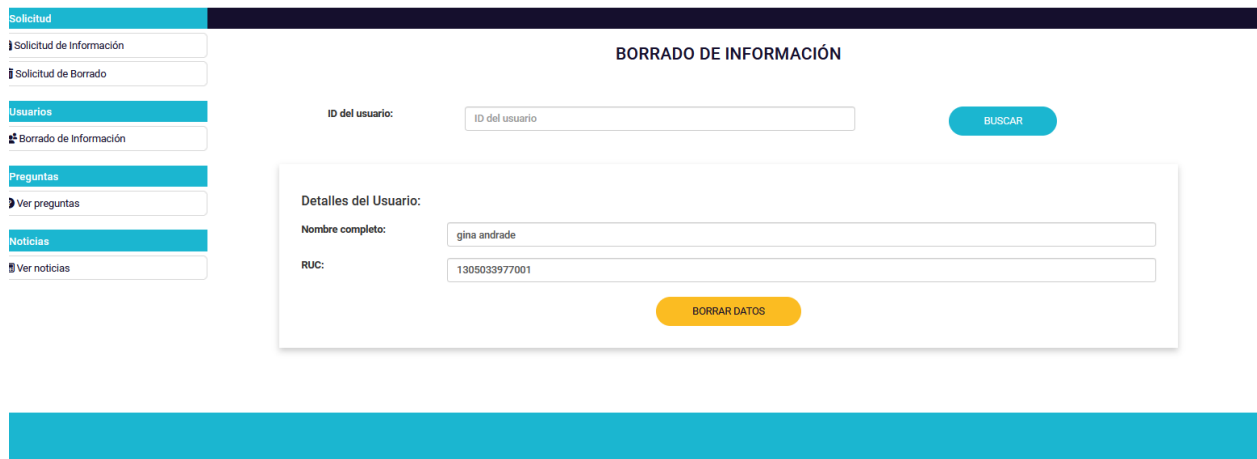 Solicitud
Solicitud de Información
Solicitud de Borrado
Usuarios
Borrado de Información
Preguntas
Ver preguntas
Noticias
Ver noticias
BORRADO DE INFORMACIÓN
ID del usuario:
ID del usuario
BUSCAR
Detalles del Usuario:
Nombre completo:
gina andrade
RUC:
1305033977001
BORRAR DATOS